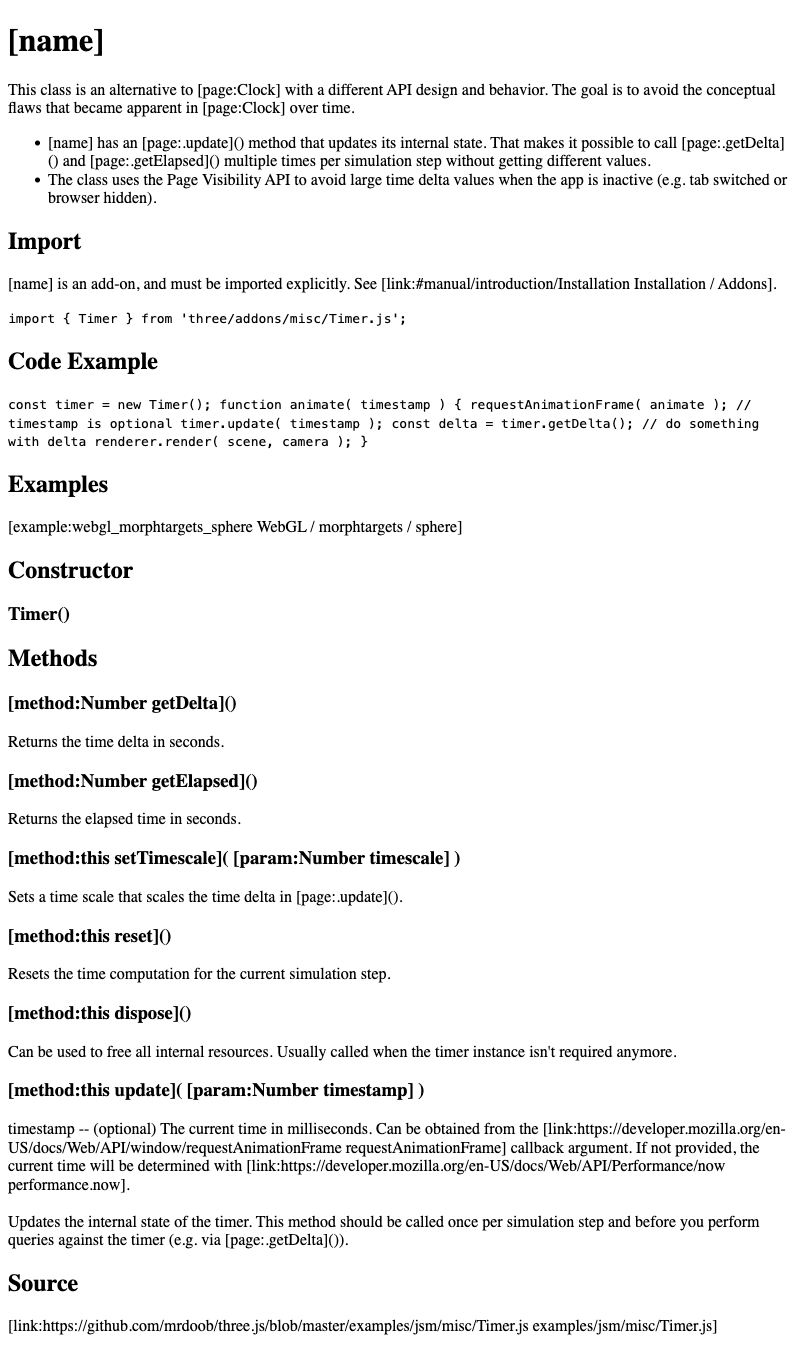 [name]
This class is an alternative to [page:Clock] with a different API design and behavior. The goal is to avoid the conceptual
flaws that became apparent in [page:Clock] over time.
• [name] has an [page:.update]() method that updates its internal state. That makes it possible to call [page:.getDelta]
() and [page:.getElapsed]() multiple times per simulation step without getting different values.
• The class uses the Page Visibility API to avoid large time delta values when the app is inactive (e.g. tab switched or
browser hidden).
Import
[name] is an add-on, and must be imported explicitly. See [link:#manual/introduction/Installation Installation / Addons].
import { Timer } from 'three/addons/misc/Timer.js';
Code Example
const timer = new Timer(); function animate( timestamp ) { requestAnimationFrame( animate ); //
timestamp is optional timer.update( timestamp ); const delta = timer.getDelta(); // do something
with delta renderer.render( scene, camera ); }
Examples
[example:webgl_morphtargets_sphere WebGL / morphtargets / sphere]
Constructor
Timer()
Methods
[method:Number getDelta]()
Returns the time delta in seconds.
[method:Number getElapsed]()
Returns the elapsed time in seconds.
[method:this setTimescale]( [param:Number timescale] )
Sets a time scale that scales the time delta in [page:.update]().
[method:this reset]()
Resets the time computation for the current simulation step.
[method:this dispose]()
Can be used to free all internal resources. Usually called when the timer instance isn't required anymore.
[method:this update]( [param:Number timestamp] )
timestamp -- (optional) The current time in milliseconds. Can be obtained from the [link:https://developer.mozilla.org/en-
US/docs/Web/API/window/requestAnimationFrame requestAnimationFrame] callback argument. If not provided, the
current time will be determined with [link:https://developer.mozilla.org/en-US/docs/Web/API/Performance/now
performance.now].
Updates the internal state of the timer. This method should be called once per simulation step and before you perform
queries against the timer (e.g. via [page:.getDelta]()).
Source
[link:https://github.com/mrdoob/three.js/blob/master/examples/jsm/misc/Timer.js examples/jsm/misc/Timer.js]